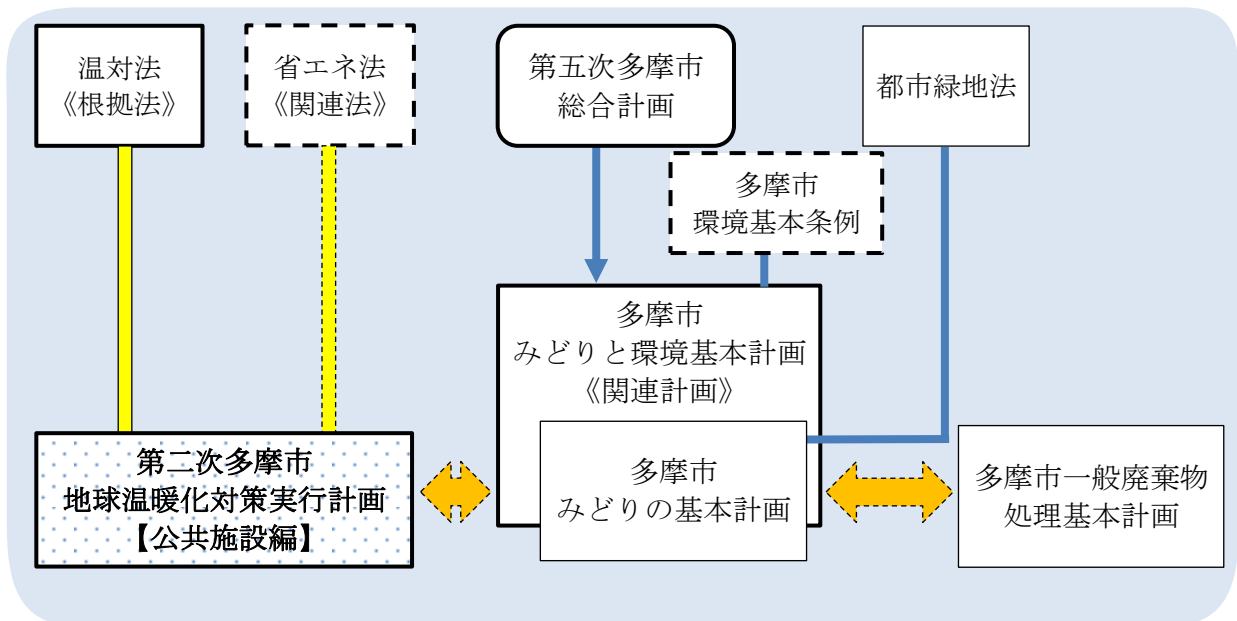 温対法
《根拠法》
省エネ法
《関連法》
第五次多摩市
総合計画
都市緑地法
多摩市
環境基本条例
多摩市
みどりと環境基本計画
《関連計画》
第二次多摩市
地球温暖化対策実行計画
【公共施設編】
多摩市
みどりの基本計画
多摩市一般廃棄物
処理基本計画